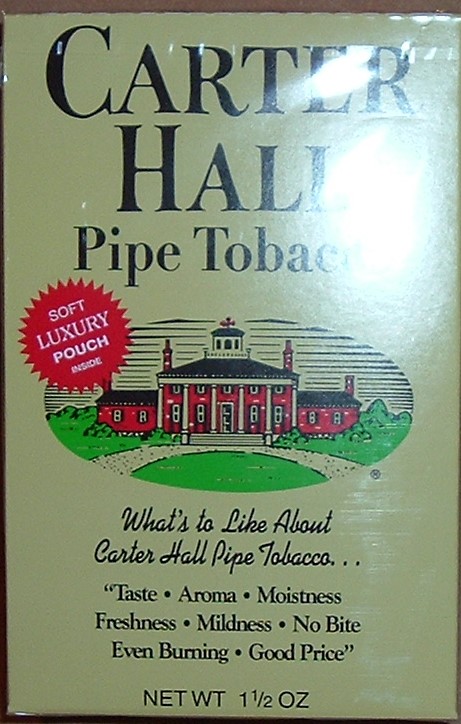 CARTER
HALL
Pipe Tobacco
SOFT
LUXURY
POUCH
INSIDE
®
What's to Like About
Carter Hall Pipe Tobacco. . .
"Taste • Aroma • Moistness
Freshness • Mildness • No Bite
Even Burning • Good Price"
NET WT 1 1/2 OZ